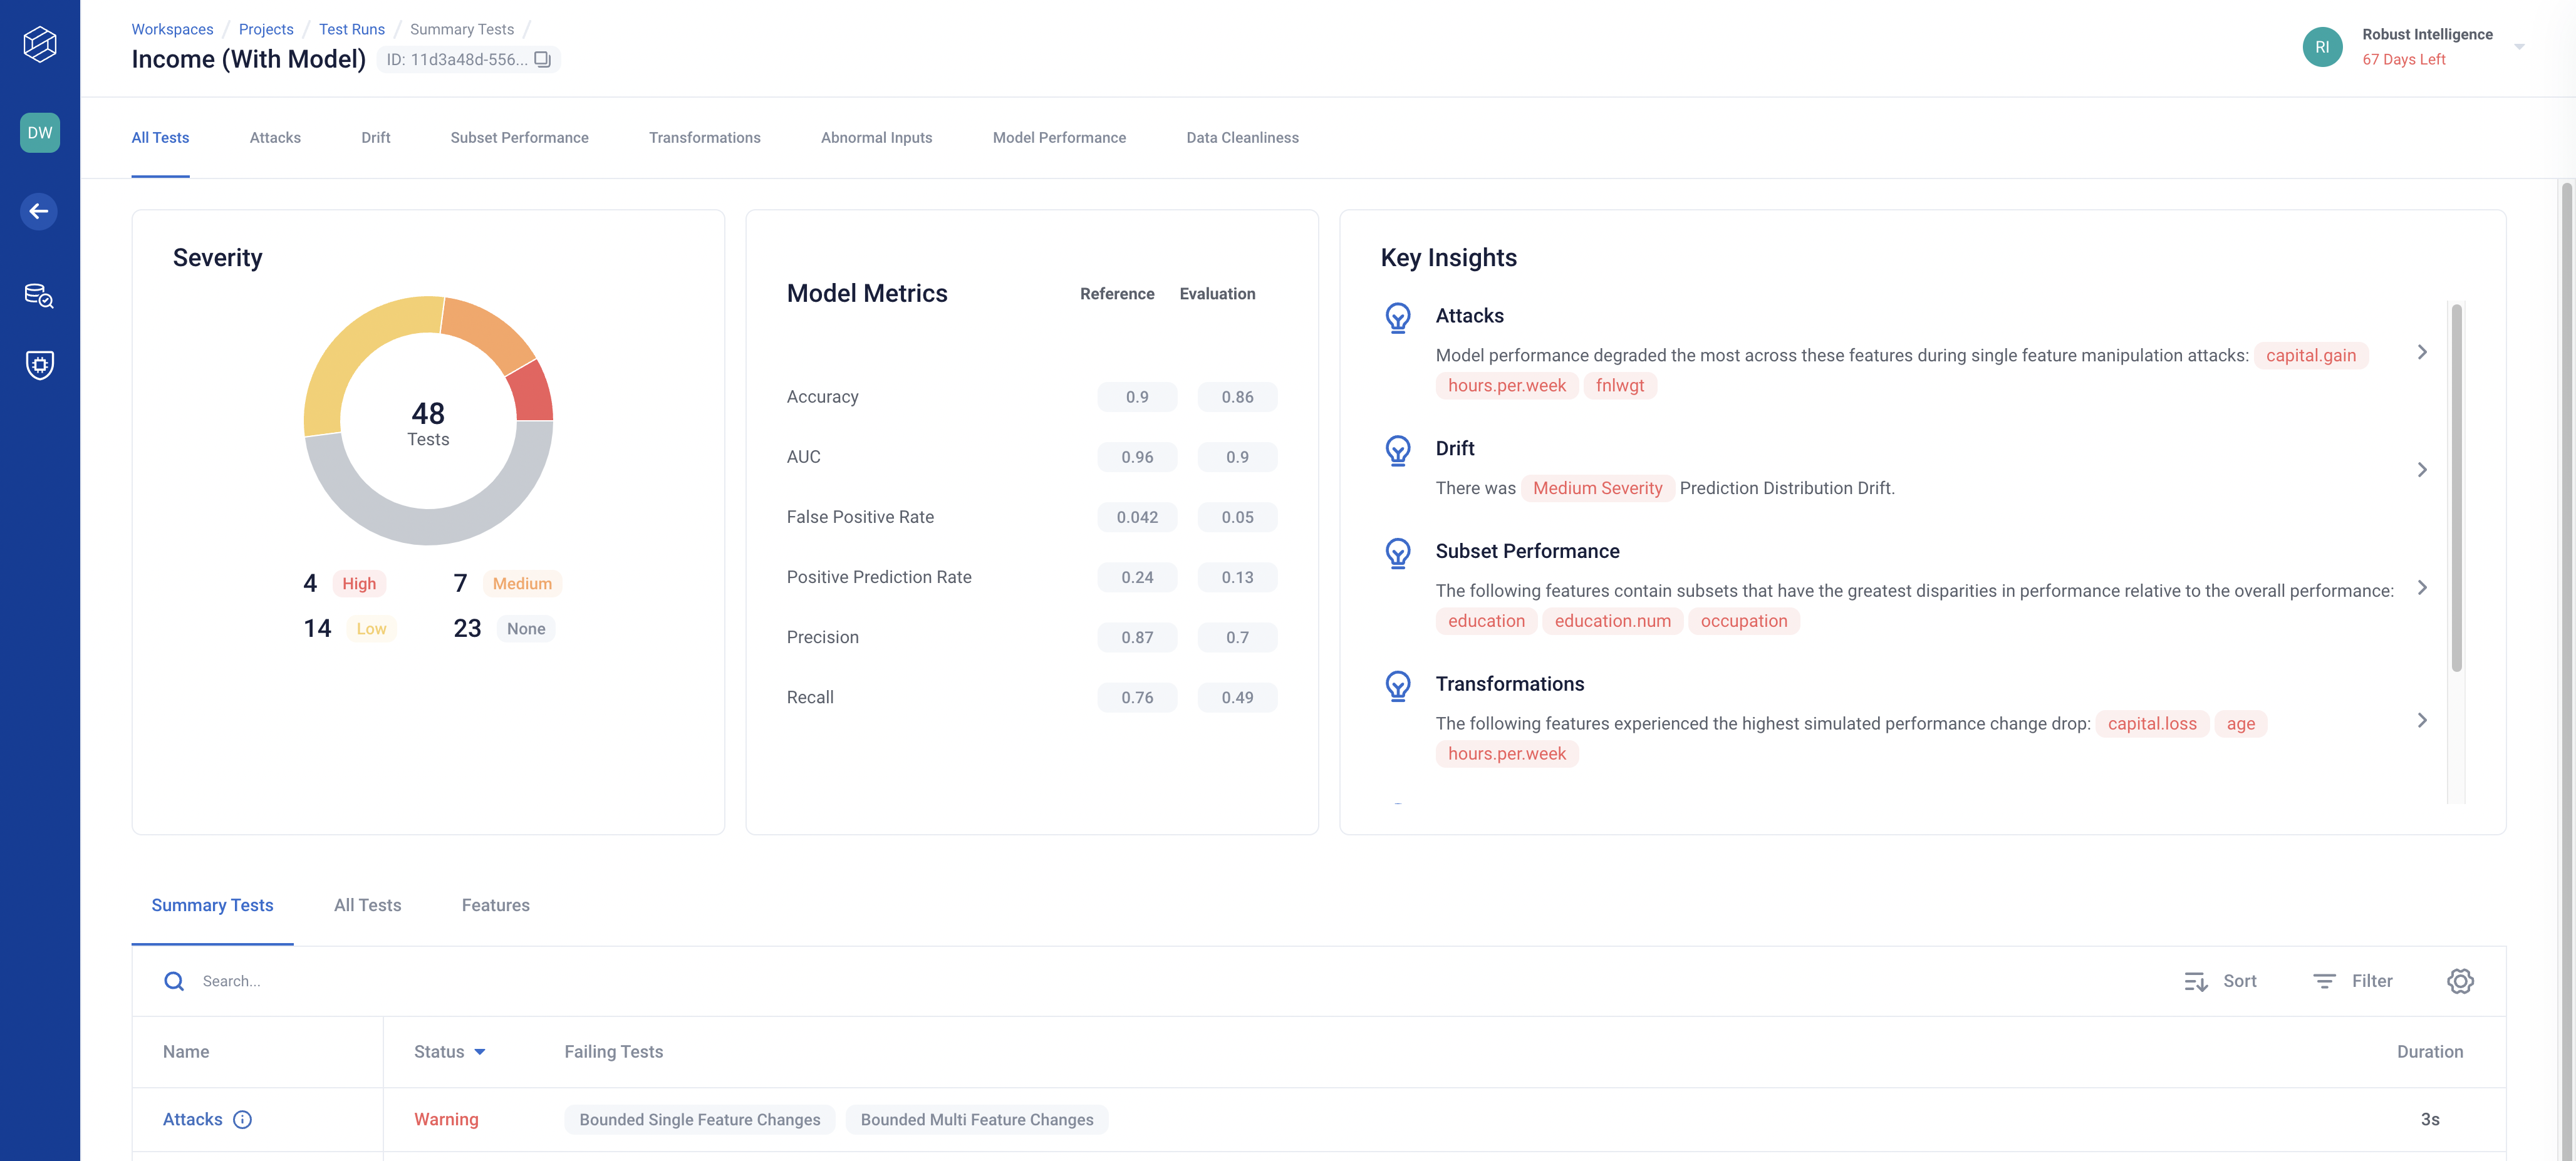 Workspaces / Projects / Test Runs / Summary Tests /
Income (With Model) ID: 11d3a48d-556...
RI
Robust Intelligence
67 Days Left
DW
All Tests Attacks Drift Subset Performance Transformations Abnormal Inputs Model Performance Data Cleanliness
Severity
48
Tests
4 High 7 Medium
14 Low 23 None
Model Metrics Reference Evaluation
Accuracy 0.9 0.86
AUC 0.96 0.9
False Positive Rate 0.042 0.05
Positive Prediction Rate 0.24 0.13
Precision 0.87 0.7
Recall 0.76 0.49
Key Insights
Attacks
Model performance degraded the most across these features during single feature manipulation attacks: capital.gain
hours.per.week fnlwgt
Drift
There was Medium Severity Prediction Distribution Drift.
Subset Performance
The following features contain subsets that have the greatest disparities in performance relative to the overall performance:
education education.num occupation
Transformations
The following features experienced the highest simulated performance change drop: capital.loss age
hours.per.week
Summary Tests All Tests Features
Search... Sort Filter
Name Status Failing Tests Duration
Attacks Warning Bounded Single Feature Changes Bounded Multi Feature Changes 3s